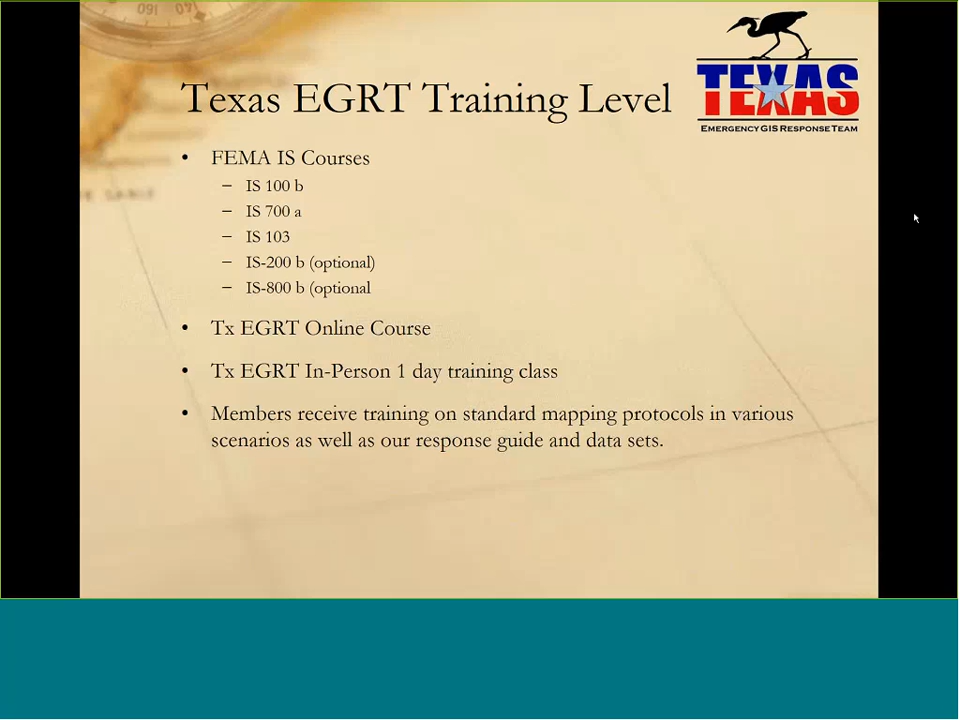 TEXAS
EMERGENCY GIS RESPONSE TEAM
Texas EGRT Training Level
• FEMA IS Courses
– IS 100 b
– IS 700 a
– IS 103
– IS-200 b (optional)
– IS-800 b (optional
• Tx EGRT Online Course
• Tx EGRT In-Person 1 day training class
• Members receive training on standard mapping protocols in various
scenarios as well as our response guide and data sets.